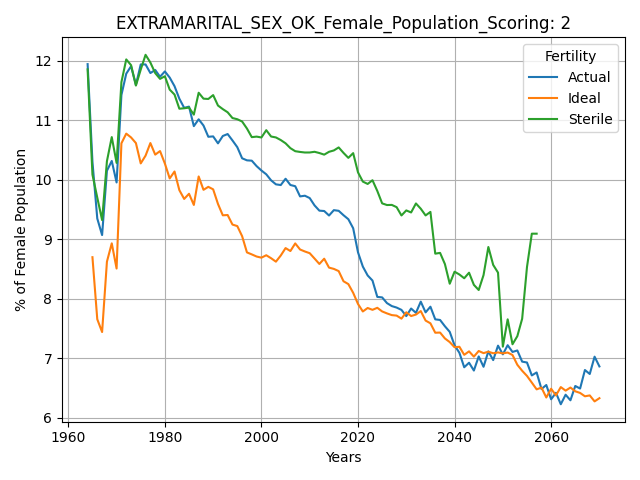 EXTRAMARITAL_SEX_OK_Female_Population_Scoring: 2
Fertility
Actual
Ideal
Sterile
% of Female Population
12
11
10
9
8
7
6
1960 1980 2000 2020 2040 2060
Years